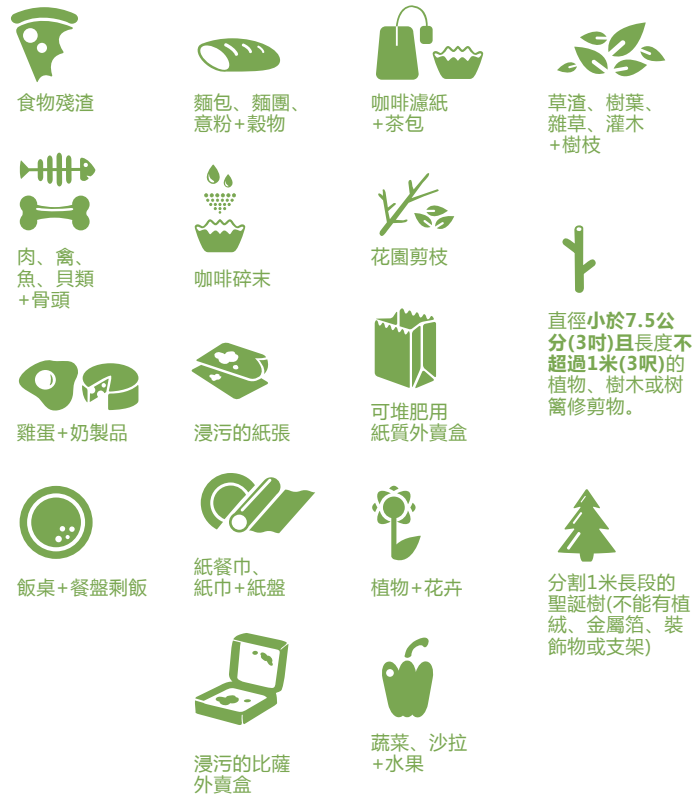 食物殘渣
麵包、麵團、
意粉+穀物
咖啡濾紙
+茶包
草渣、樹葉、
雜草、灌木
+樹枝
肉、禽、
魚、貝類
+骨頭
咖啡碎末
花園剪枝
直徑小於7.5公
分(3吋)且長度不
超過1米(3呎)的
植物、樹木或树
篱修剪物。
雞蛋+奶製品
浸污的紙張
可堆肥用
紙質外賣盒
飯桌+餐盤剩飯
紙餐巾、
紙巾+紙盤
植物+花卉
分割1米長段的
聖誕樹(不能有植
絨、金屬箔、裝
飾物或支架)
浸污的比薩
外賣盒
蔬菜、沙拉
+水果